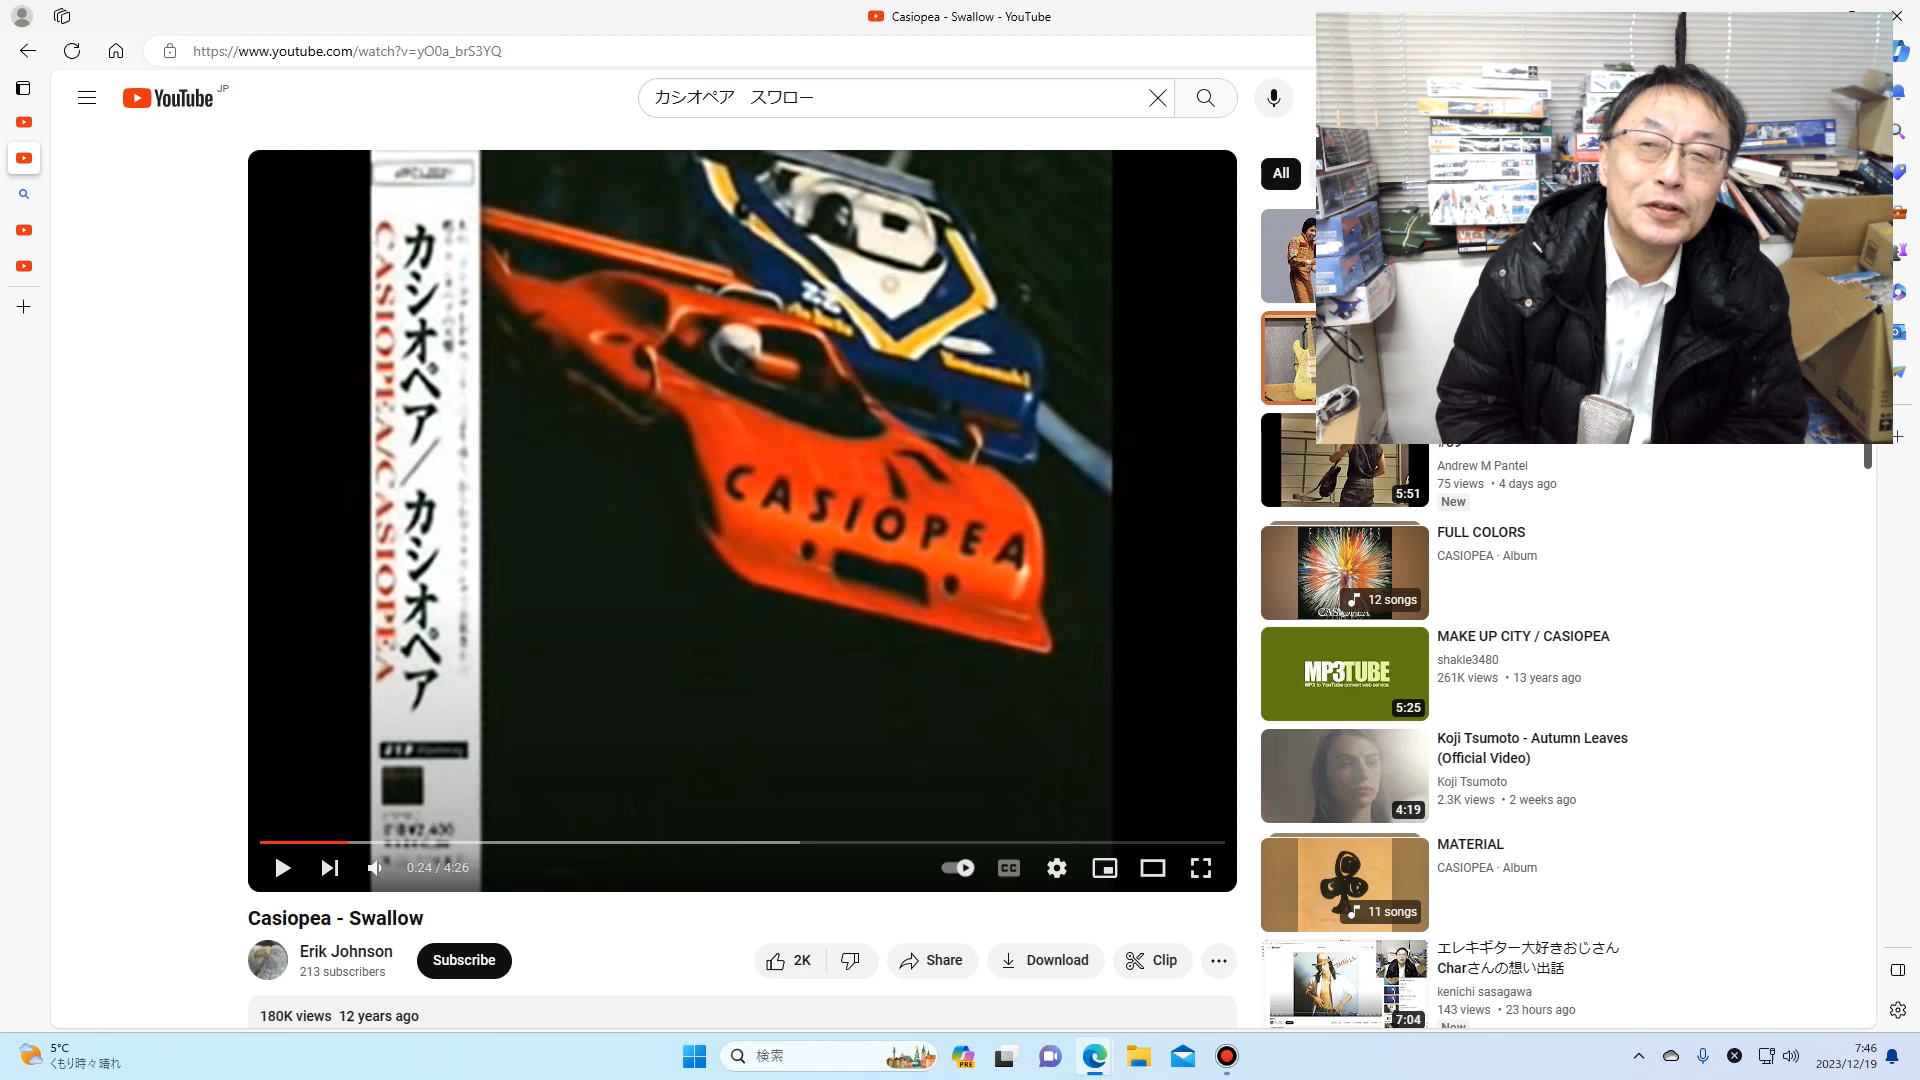 Casiopea - Swallow - YouTube
https://www.youtube.com/watch?v=yO0a_brS3YQ
YouTube JP
カシオペア　スワロー
All
カシオペア／カシオペア
CASIOPEA/CASIOPEA
CASIOPEA
0:24 / 4:26
CC
Casiopea - Swallow
Erik Johnson
213 subscribers
Subscribe
2K
Share
Download
Clip
180K views 12 years ago
5:51
Andrew M Pantel
75 views • 4 days ago
New
FULL COLORS
CASIOPEA · Album
12 songs
MAKE UP CITY / CASIOPEA
shakle3480
261K views • 13 years ago
MP3TUBE
5:25
Koji Tsumoto - Autumn Leaves
(Official Video)
Koji Tsumoto
2.3K views • 2 weeks ago
4:19
MATERIAL
CASIOPEA · Album
11 songs
エレキギター大好きおじさん
Charさんの想い出話
kenichi sasagawa
143 views • 23 hours ago
New
7:04
5°C
くもり時々晴れ
検索
PRE
7:46
2023/12/19